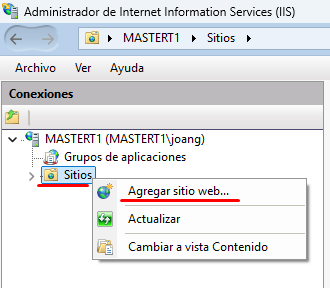 Administrador de Internet Information Services (IIS)
MASTERT1 Sitios
Archivo Ver Ayuda
Conexiones
MASTERT1 (MASTERT1\joang)
Grupos de aplicaciones
Sitios
Agregar sitio web...
Actualizar
Cambiar a vista Contenido